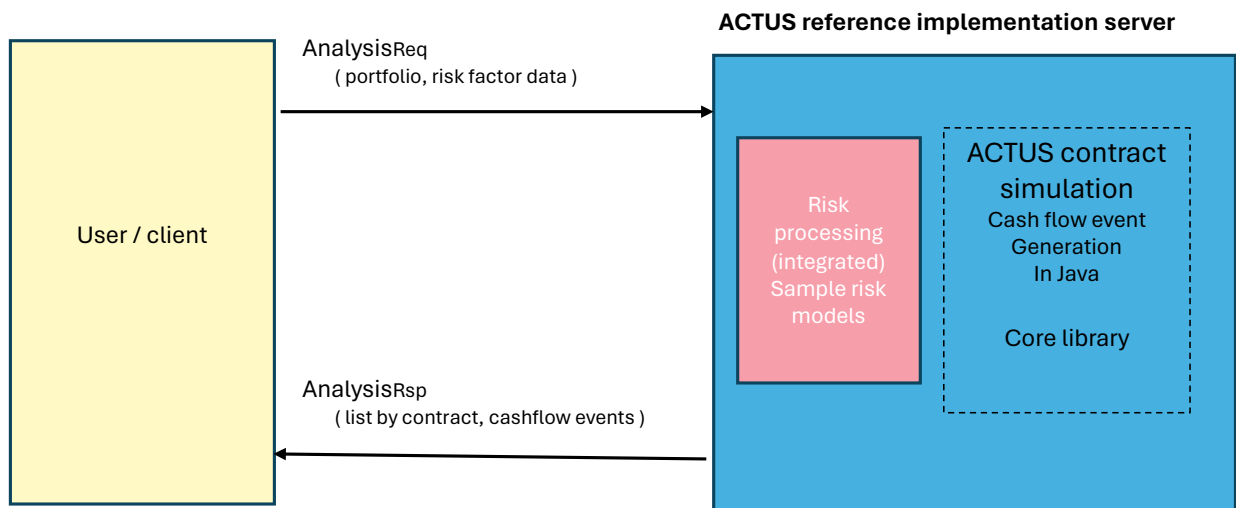 ACTUS reference implementation server
AnalysisReq
( portfolio, risk factor data )
User / client
Risk
processing
(integrated)
Sample risk
models
ACTUS contract
simulation
Cash flow event
Generation
In Java
Core library
AnalysisRsp
( list by contract, cashflow events )